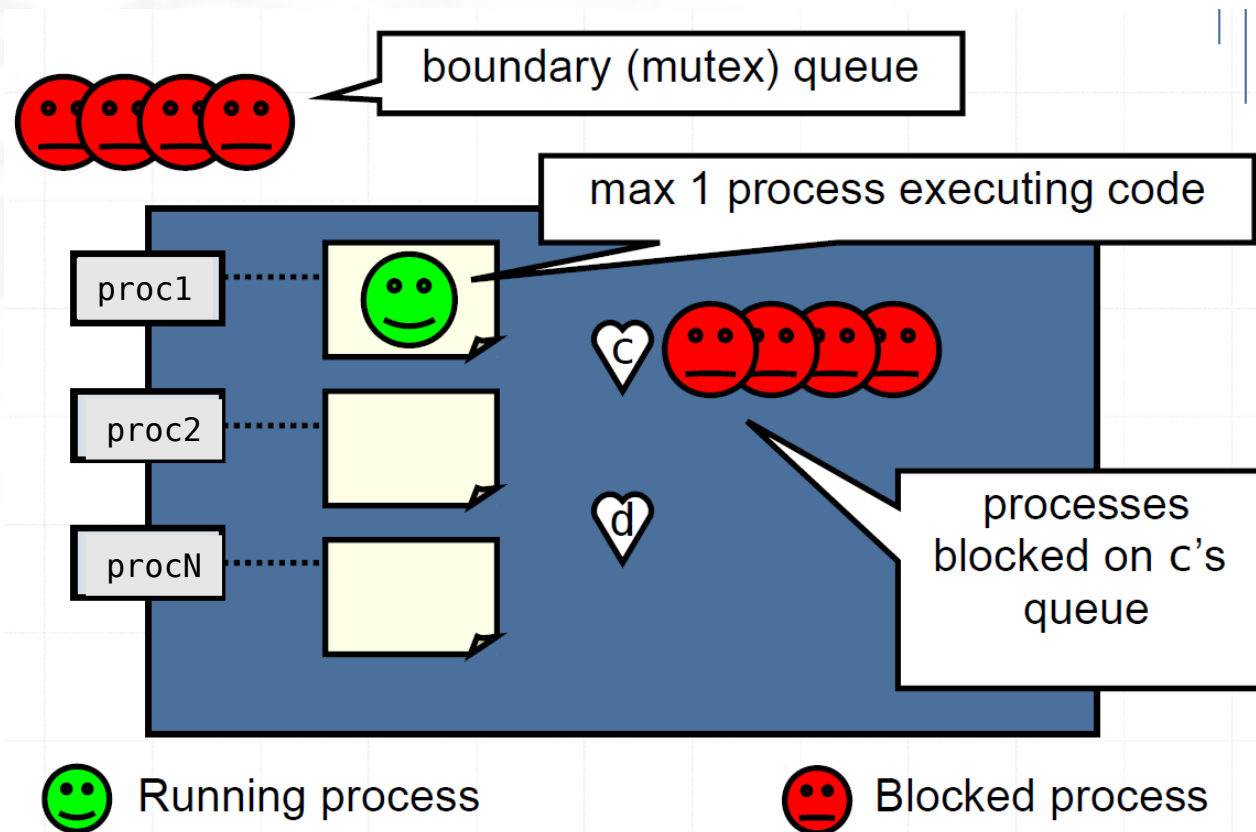 boundary (mutex) queue
max 1 process executing code
proc1
c
proc2
d
processes
blocked on c's
queue
procN
Running process
Blocked process